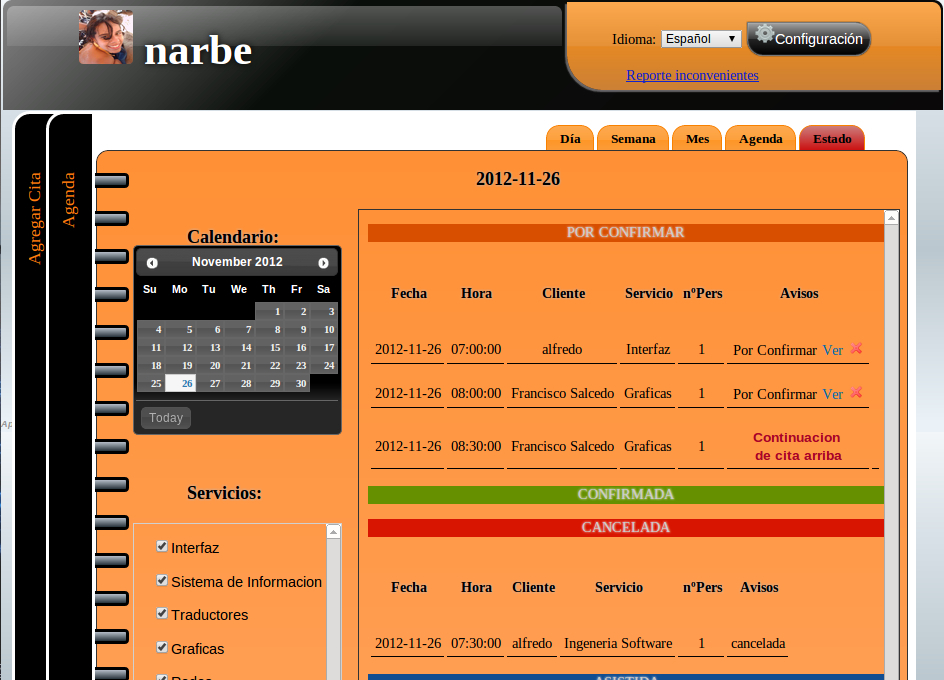 narbe
Idioma: Español Configuración
Reporte inconvenientes
Agregar Cita
Agenda
Día Semana Mes Agenda Estado
2012-11-26
Calendario:
November 2012
Su Mo Tu We Th Fr Sa
1 2 3
4 5 6 7 8 9 10
11 12 13 14 15 16 17
18 19 20 21 22 23 24
25 26 27 28 29 30
Today
Servicios:
Interfaz
Sistema de Informacion
Traductores
Graficas
Redes
POR CONFIRMAR
Fecha Hora Cliente Servicio nºPers Avisos
2012-11-26 07:00:00 alfredo Interfaz 1 Por Confirmar Ver
2012-11-26 08:00:00 Francisco Salcedo Graficas 1 Por Confirmar Ver
2012-11-26 08:30:00 Francisco Salcedo Graficas 1 Continuacion
de cita arriba
CONFIRMADA
CANCELADA
Fecha Hora Cliente Servicio nºPers Avisos
2012-11-26 07:30:00 alfredo Ingeneria Software 1 cancelada
ASISTIDA